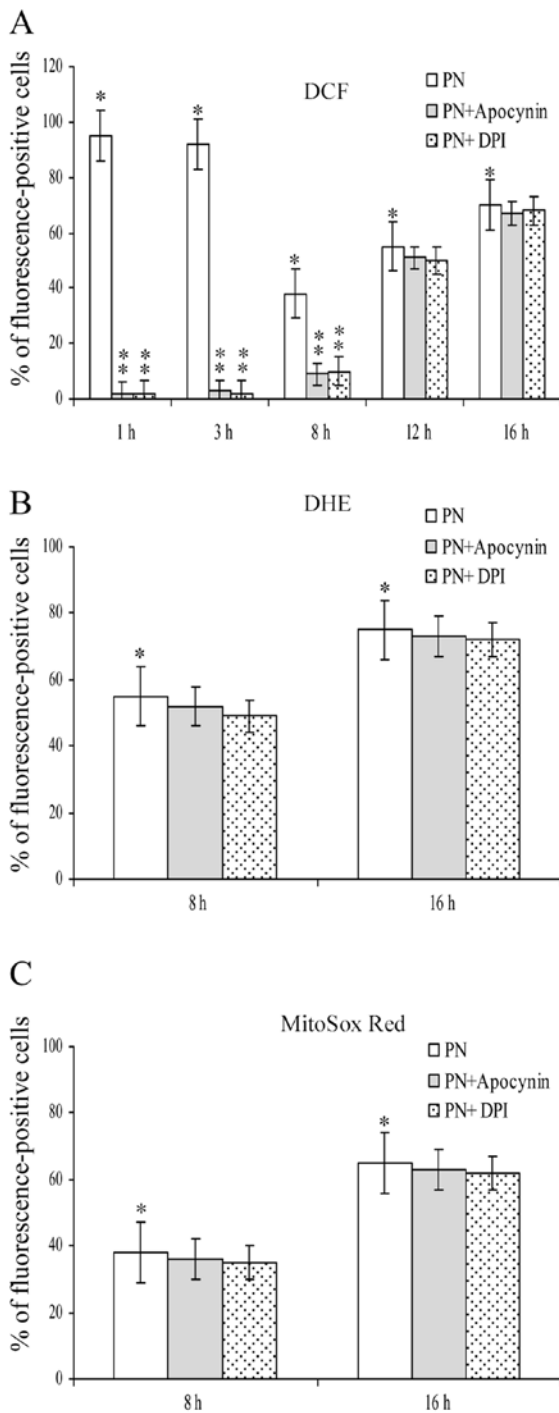 A
DCF
PN
PN+Apocynin
PN+ DPI
% of fluorescence-positive cells
120
100
80
60
40
20
0
*
*
*
*
*
** **
** **
** **
1 h 3 h 8 h 12 h 16 h
B
DHE
PN
PN+Apocynin
PN+ DPI
% of fluorescence-positive cells
100
80
60
40
20
0
*
*
8 h 16 h
C
MitoSox Red
PN
PN+Apocynin
PN+ DPI
% of fluorescence-positive cells
100
80
60
40
20
0
*
*
8 h 16 h